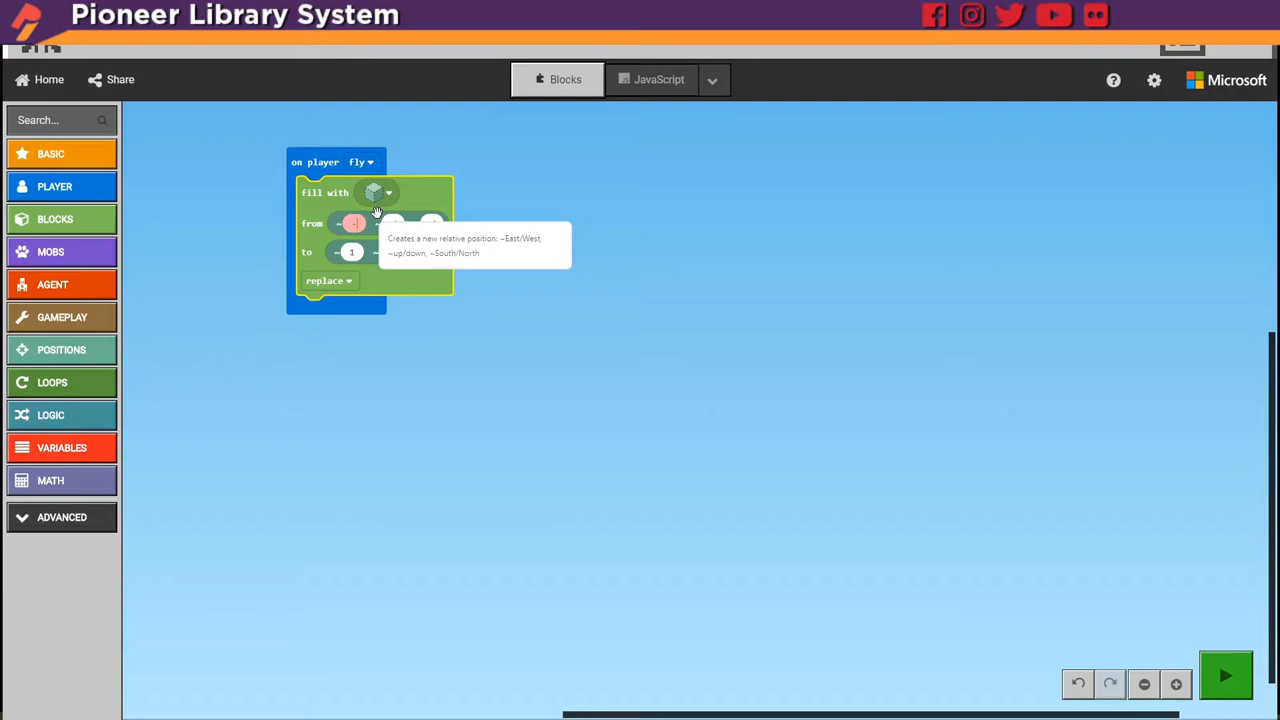 Pioneer Library System
Home
Share
Blocks
JavaScript
Microsoft
Search...
BASIC
PLAYER
BLOCKS
MOBS
AGENT
GAMEPLAY
POSITIONS
LOOPS
LOGIC
VARIABLES
MATH
ADVANCED
on player fly
fill with
from ~ - ~
to ~ 1 ~
replace
Creates a new relative position: ~East/West,
~up/down, ~South/North